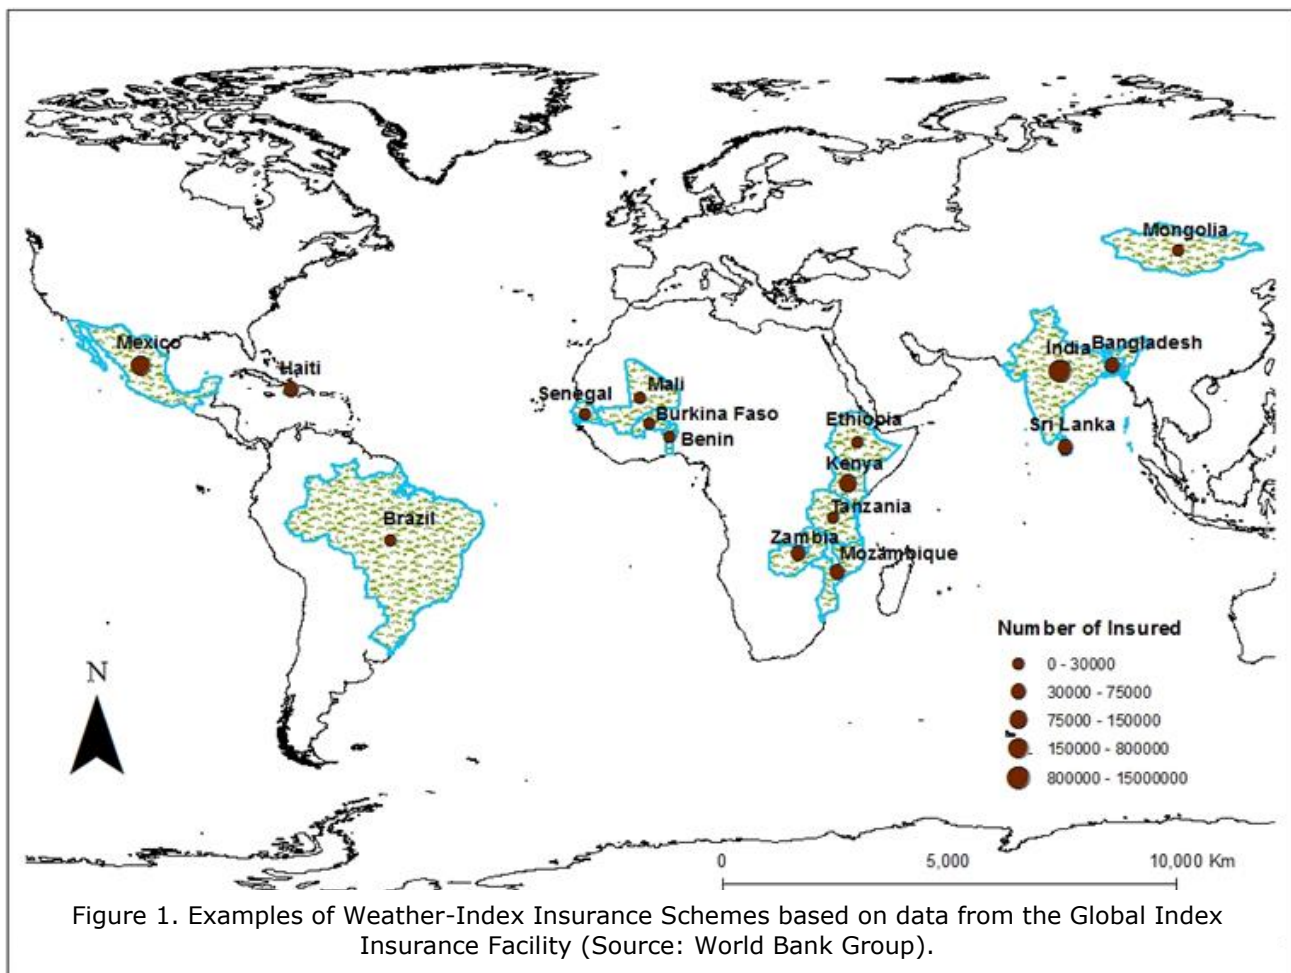 Mongolia
Mexico
India
Bangladesh
Haiti
Senegal
Mali
Burkina Faso
Benin
Ethiopia
Sri Lanka
Kenya
Brazil
Tanzania
Zambia
Mozambique
Number of Insured
0 - 30000
30000 - 75000
75000 - 150000
150000 - 800000
800000 - 15000000
N
0 5,000 10,000 Km
Figure 1. Examples of Weather-Index Insurance Schemes based on data from the Global Index
Insurance Facility (Source: World Bank Group).